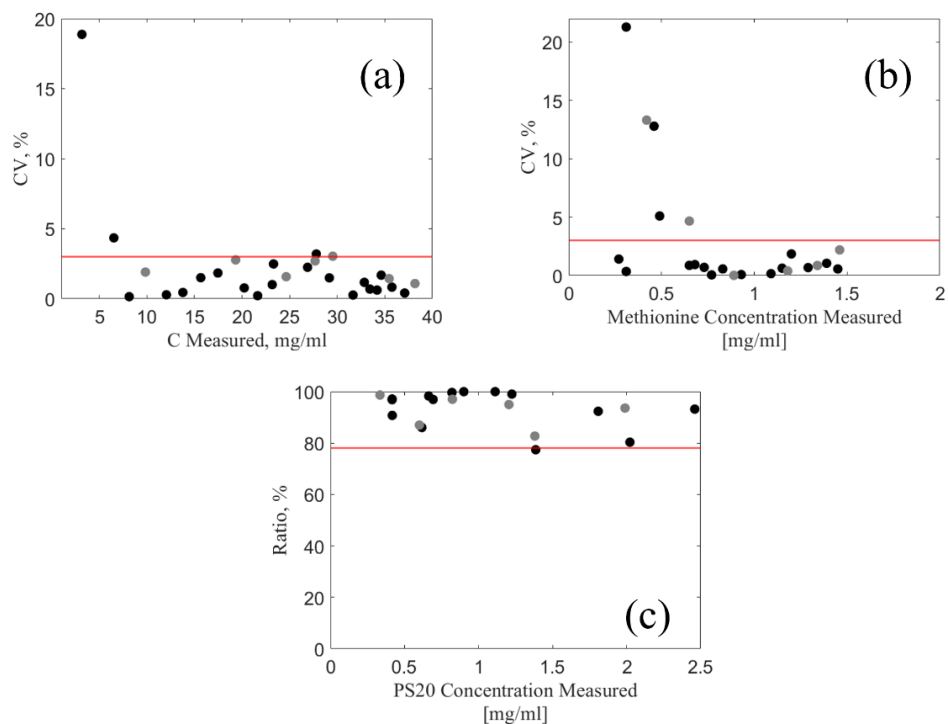 20
15
10
5
0
CV, %
(a)
5 10 15 20 25 30 35 40
C Measured, mg/ml
20
15
10
5
0
CV, %
(b)
0 0.5 1 1.5 2
Methionine Concentration Measured
[mg/ml]
100
80
60
40
20
0
Ratio, %
(c)
0 0.5 1 1.5 2 2.5
PS20 Concentration Measured
[mg/ml]